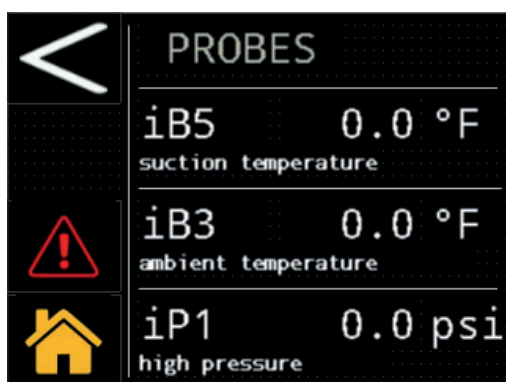 PROBES
iB5 0.0 °F
suction temperature
iB3 0.0 °F
ambient temperature
iP1 0.0 psi
high pressure